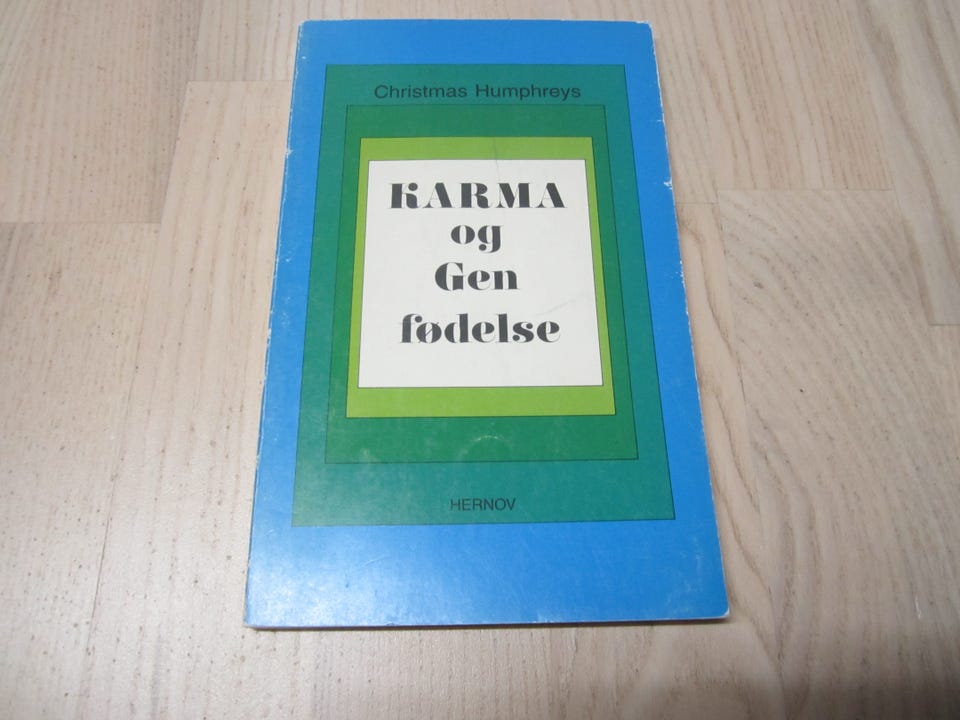 Christmas Humphreys
KARMA
og
Gen
fødelse
HERNOV